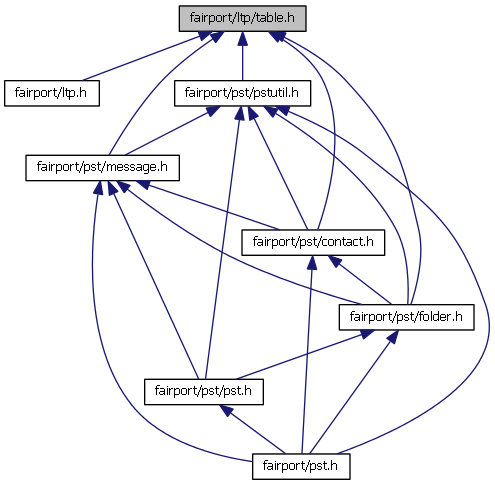 fairport/ltp/table.h
fairport/ltp.h
fairport/pst/pstutil.h
fairport/pst/message.h
fairport/pst/contact.h
fairport/pst/folder.h
fairport/pst/pst.h
fairport/pst.h